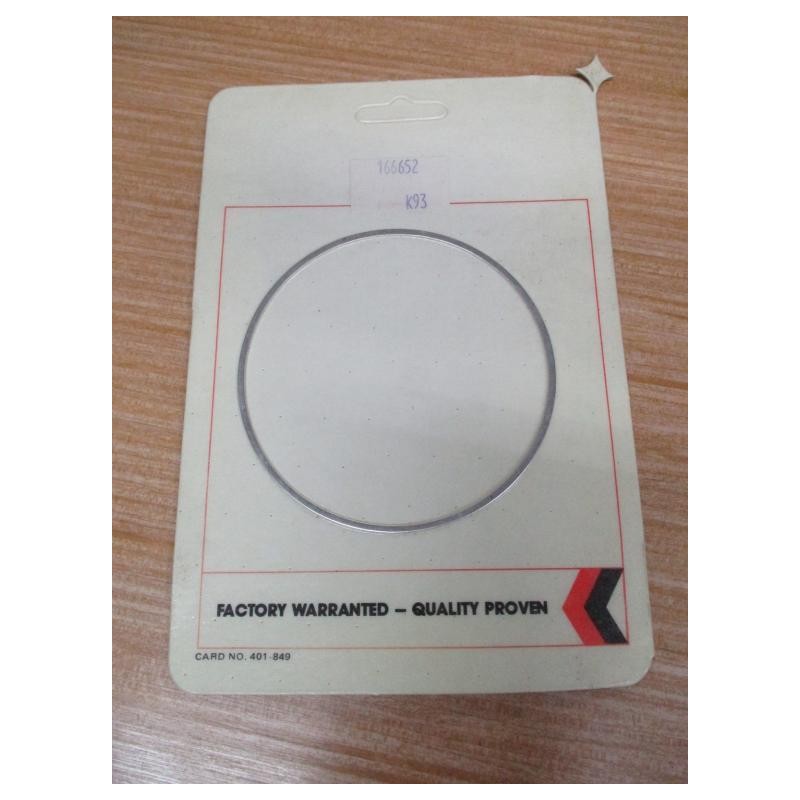 166652
K93
FACTORY WARRANTED — QUALITY PROVEN
CARD NO. 401-849